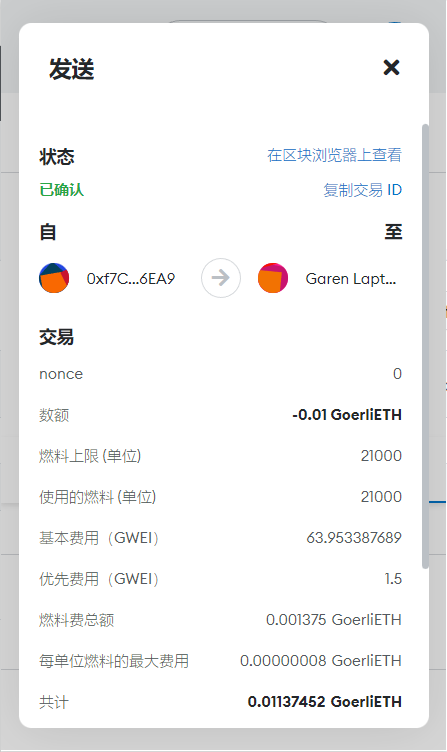 发送
状态 在区块浏览器上查看
已确认 复制交易 ID
自 至
0xf7C...6EA9 Garen Lapt...
交易
nonce 0
数额 -0.01 GoerliETH
燃料上限 (单位) 21000
使用的燃料 (单位) 21000
基本费用（GWEI） 63.953387689
优先费用（GWEI） 1.5
燃料费总额 0.001375 GoerliETH
每单位燃料的最大费用 0.00000008 GoerliETH
共计 0.01137452 GoerliETH